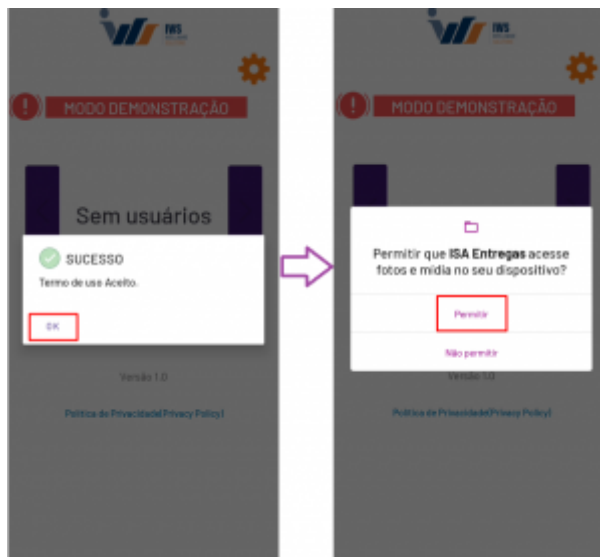 IWS
MODO DEMONSTRAÇÃO
Sem usuários
SUCESSO
Termo de uso Aceito.
OK
Versão 1.0
Política de Privacidade(Privacy Policy)
IWS
MODO DEMONSTRAÇÃO
Permitir que ISA Entregas acesse
fotos e mídia no seu dispositivo?
Permitir
Não permitir
Versão 1.0
Política de Privacidade(Privacy Policy)